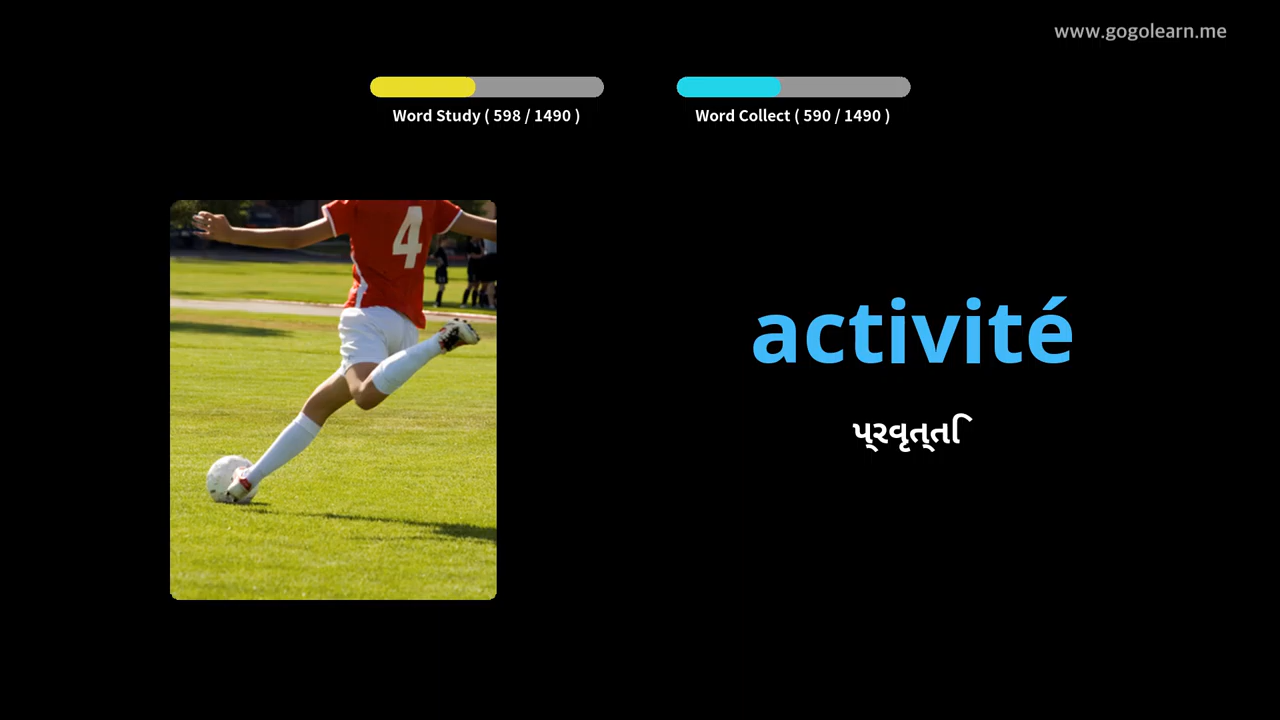 www.gogolearn.me
Word Study ( 598 / 1490 )
Word Collect ( 590 / 1490 )
4
activité
પ્રવૃત્તિ